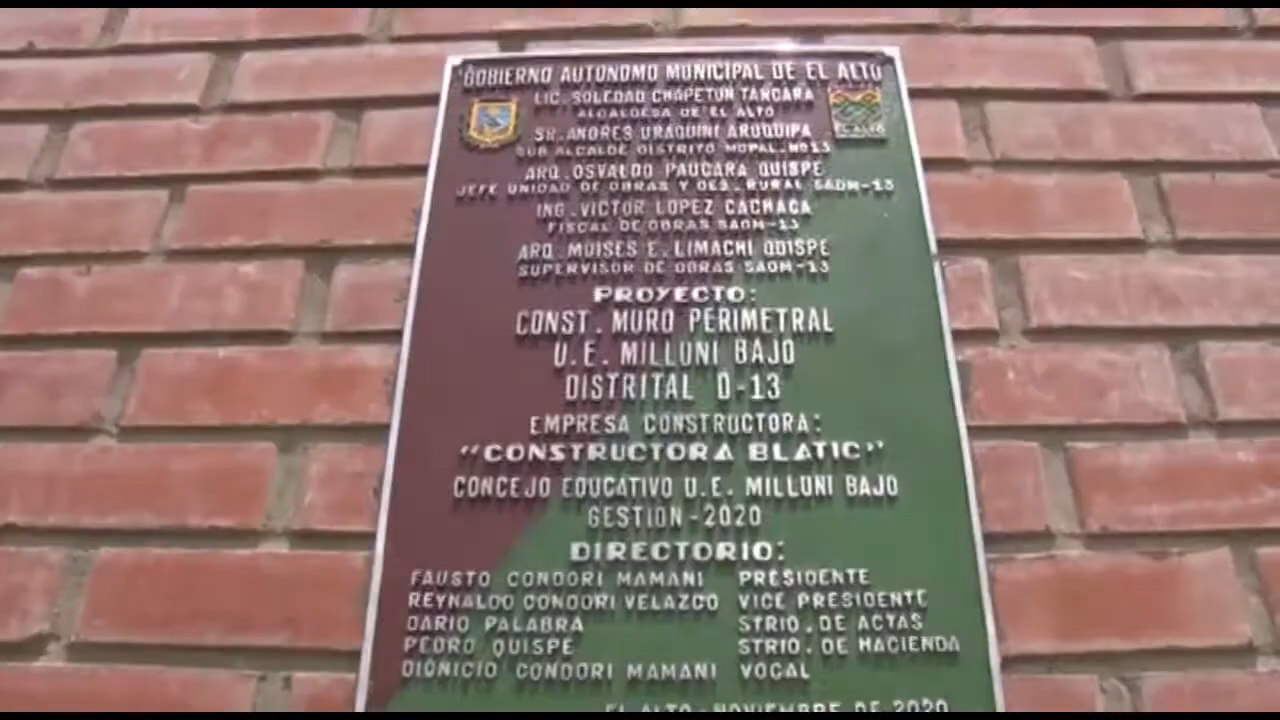 GOBIERNO AUTONOMO MUNICIPAL DE EL ALTO
LIC. SOLEDAD CHAPETON TANCARA
ALCALDESA DE EL ALTO
EL ALTO
SR. ANDRES URAQUINI ARUQUIPA
SUB ALCALDE DISTRITO MOPAL. NO13
ARQ. OSVALDO PAUCARA QUISPE
JEFE UNIDAD DE OBRAS Y DES. RURAL SADM-13
ING. VICTOR LOPEZ CACHACA
FISCAL DE OBRAS SADM-13
ARQ. MOISES E. LIMACHI QUISPE
SUPERVISOR DE OBRAS SADM-13
PROYECTO:
CONST. MURO PERIMETRAL
U.E. MILLUNI BAJO
DISTRITAL D-13
EMPRESA CONSTRUCTORA:
"CONSTRUCTORA BLATIC"
CONCEJO EDUCATIVO U.E. MILLUNI BAJO
GESTION-2020
DIRECTORIO:
FAUSTO CONDORI MAMANI PRESIDENTE
REYNALDO CONDORI VELAZCO VICE PRESIDENTE
DARIO PALABRA STRIO. DE ACTAS
PEDRO QUISPE STRIO. DE HACIENDA
DIONICIO CONDORI MAMANI VOCAL
EL ALTO-NOVIEMBRE DE 2020